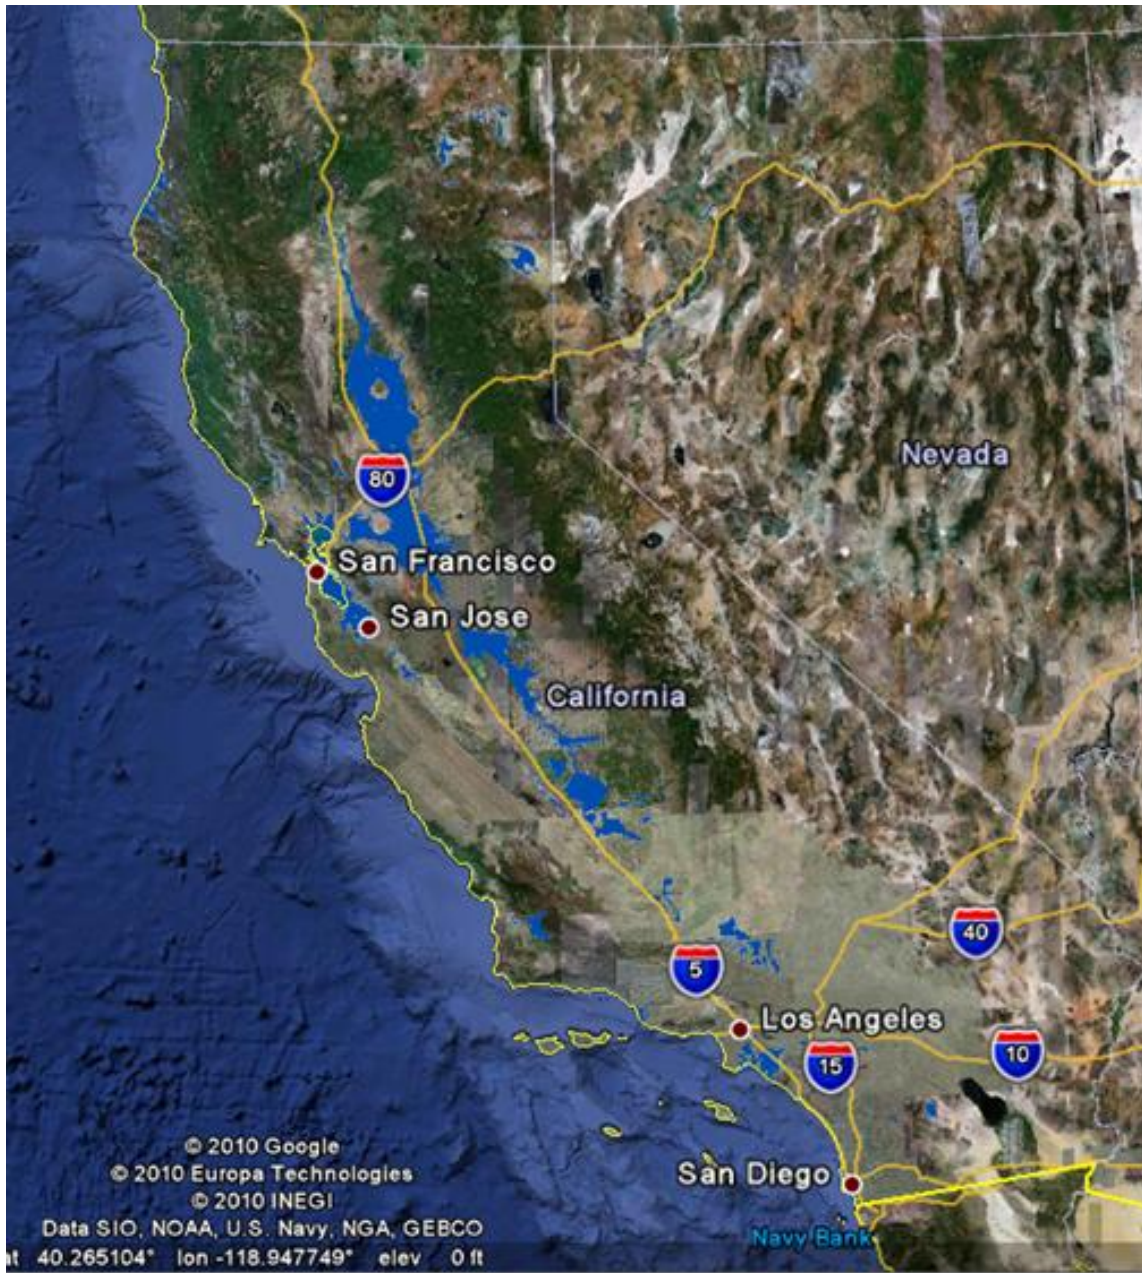 Nevada
80
San Francisco
San Jose
California
40
5
Los Angeles
10
15
© 2010 Google
© 2010 Europa Technologies
San Diego
© 2010 INEGI
Data SIO, NOAA, U.S. Navy, NGA, GEBCO
Navy Bank
at 40.265104° lon -118.947749° elev 0 ft